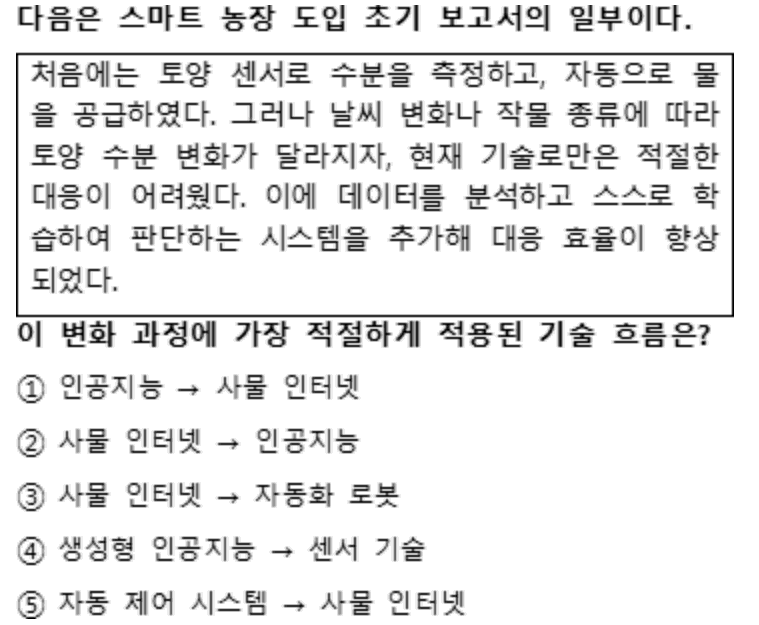 다음은 스마트 농장 도입 초기 보고서의 일부이다.
처음에는 토양 센서로 수분을 측정하고, 자동으로 물
을 공급하였다. 그러나 날씨 변화나 작물 종류에 따라
토양 수분 변화가 달라지자, 현재 기술로만은 적절한
대응이 어려웠다. 이에 데이터를 분석하고 스스로 학
습하여 판단하는 시스템을 추가해 대응 효율이 향상
되었다.
이 변화 과정에 가장 적절하게 적용된 기술 흐름은?
① 인공지능 → 사물 인터넷
② 사물 인터넷 → 인공지능
③ 사물 인터넷 → 자동화 로봇
④ 생성형 인공지능 → 센서 기술
⑤ 자동 제어 시스템 → 사물 인터넷